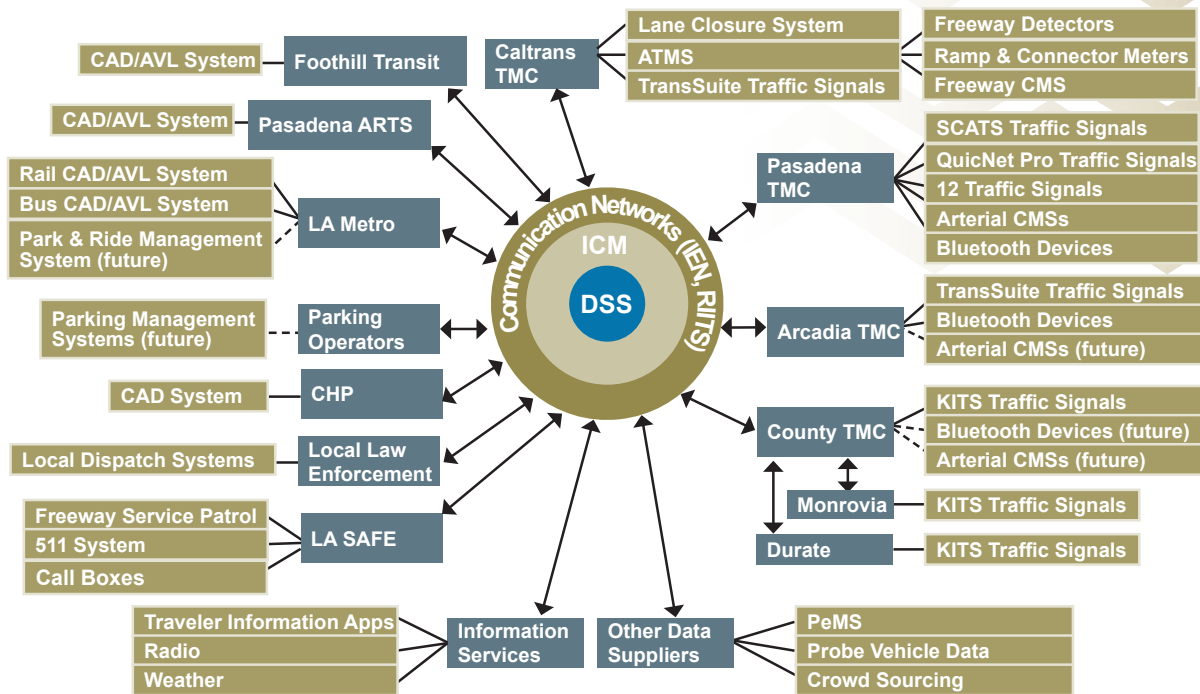 Lane Closure System
ATMS
TransSuite Traffic Signals
Freeway Detectors
Ramp & Connector Meters
Freeway CMS
CAD/AVL System
Foothill Transit
Caltrans
TMC
CAD/AVL System
Pasadena ARTS
SCATS Traffic Signals
QuicNet Pro Traffic Signals
12 Traffic Signals
Arterial CMSs
Bluetooth Devices
Pasadena
TMC
Rail CAD/AVL System
Bus CAD/AVL System
Park & Ride Management
System (future)
LA Metro
Communication Networks (IEN, RIITS)
ICM
DSS
Parking Management
Systems (future)
Parking
Operators
TransSuite Traffic Signals
Bluetooth Devices
Arterial CMSs (future)
Arcadia TMC
CAD System
CHP
KITS Traffic Signals
Bluetooth Devices (future)
Arterial CMSs (future)
County TMC
Local Dispatch Systems
Local Law
Enforcement
Monrovia
KITS Traffic Signals
Freeway Service Patrol
511 System
Call Boxes
LA SAFE
Durate
KITS Traffic Signals
Traveler Information Apps
Radio
Weather
Information
Services
Other Data
Suppliers
PeMS
Probe Vehicle Data
Crowd Sourcing